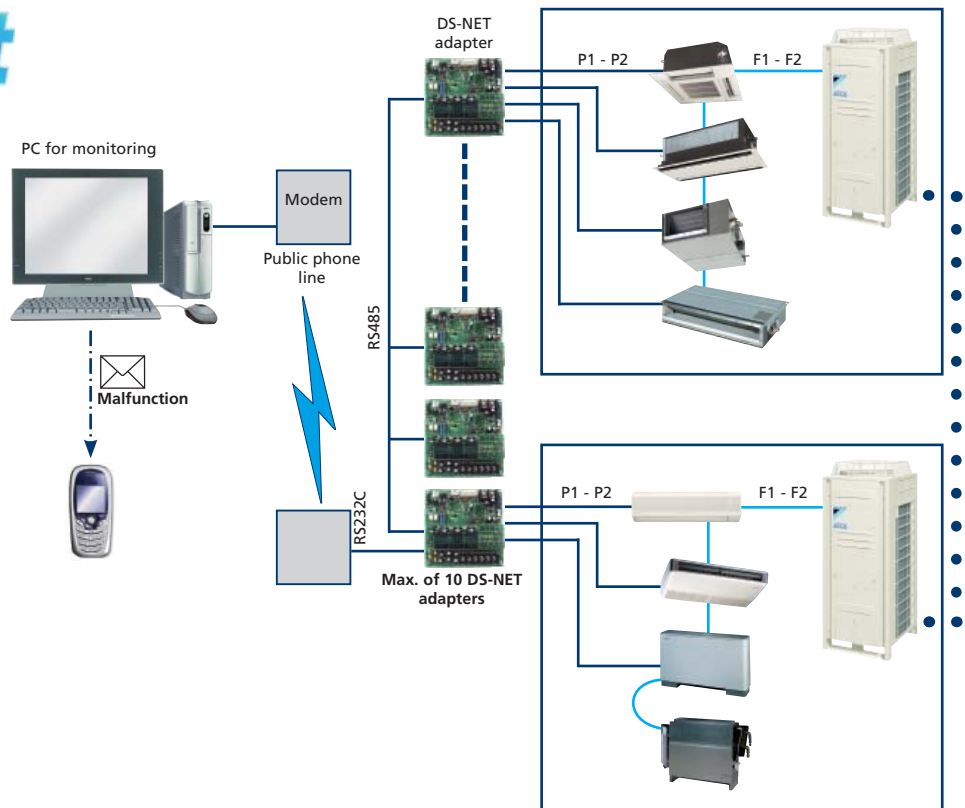 DS-NET
adapter
P1 - P2
F1 - F2
PC for monitoring
Modem
Public phone
line
RS485
Malfunction
RS232C
P1 - P2
F1 - F2
Max. of 10 DS-NET
adapters